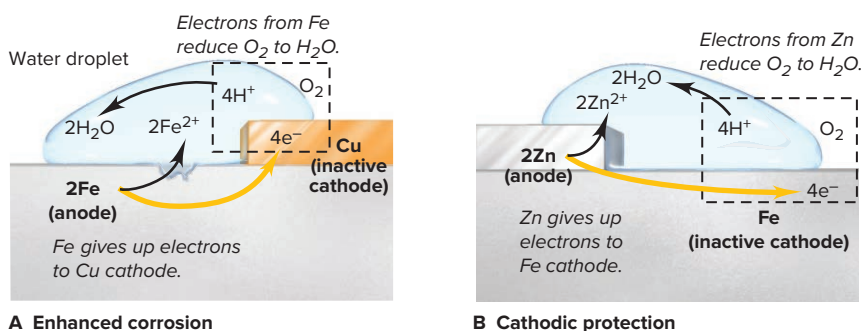 Electrons from Fe
reduce O₂ to H₂O.
Water droplet
4H⁺
O₂
2H₂O
2Fe²⁺
4e⁻
Cu
(inactive
cathode)
2Fe
(anode)
Fe gives up electrons
to Cu cathode.
A Enhanced corrosion
Electrons from Zn
reduce O₂ to H₂O.
2H₂O
2Zn²⁺
4H⁺
O₂
2Zn
(anode)
4e⁻
Zn gives up
electrons to
Fe cathode.
Fe
(inactive cathode)
B Cathodic protection